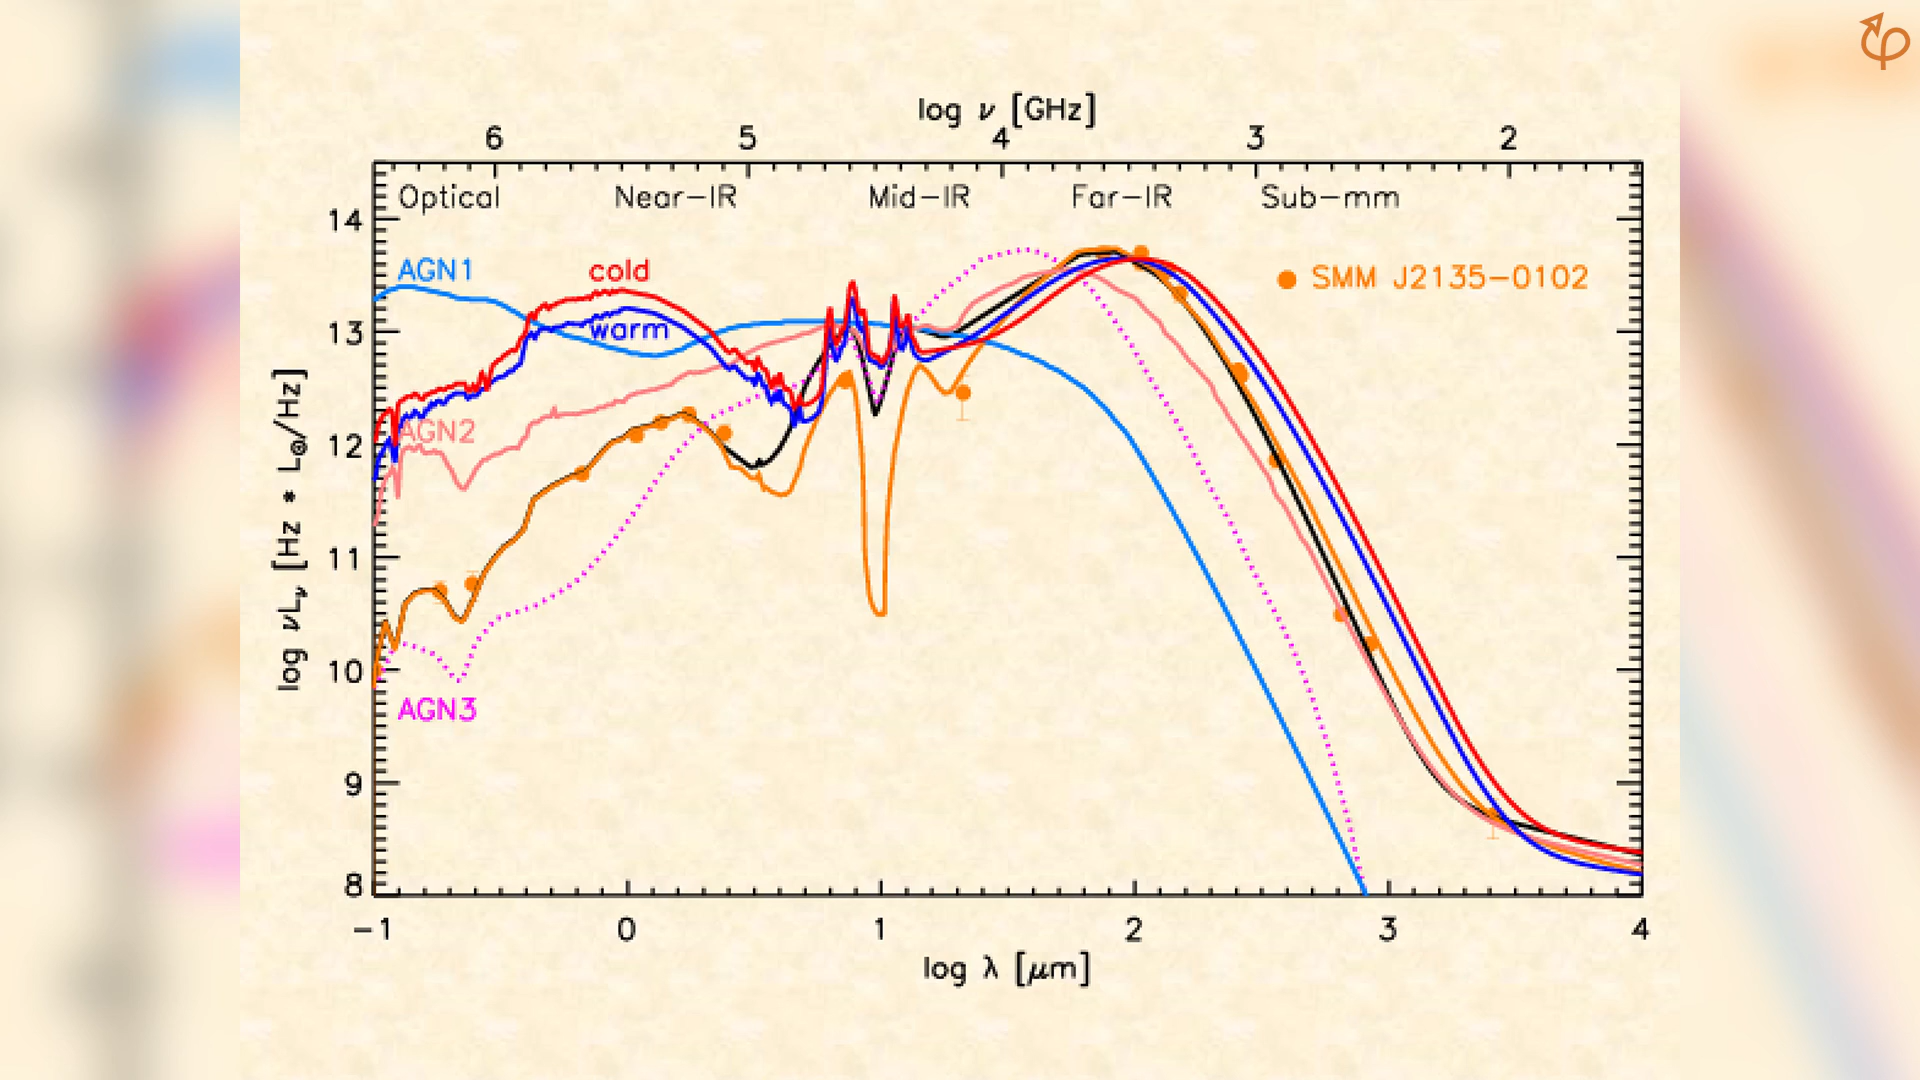 log ν [GHz]
6 5 4 3 2
Optical Near-IR Mid-IR Far-IR Sub-mm
14
AGN1 cold SMM J2135-0102
13 warm
AGN2
12
11
10
AGN3
9
8
log νLν [Hz * L⊙/Hz]
-1 0 1 2 3 4
log λ [μm]